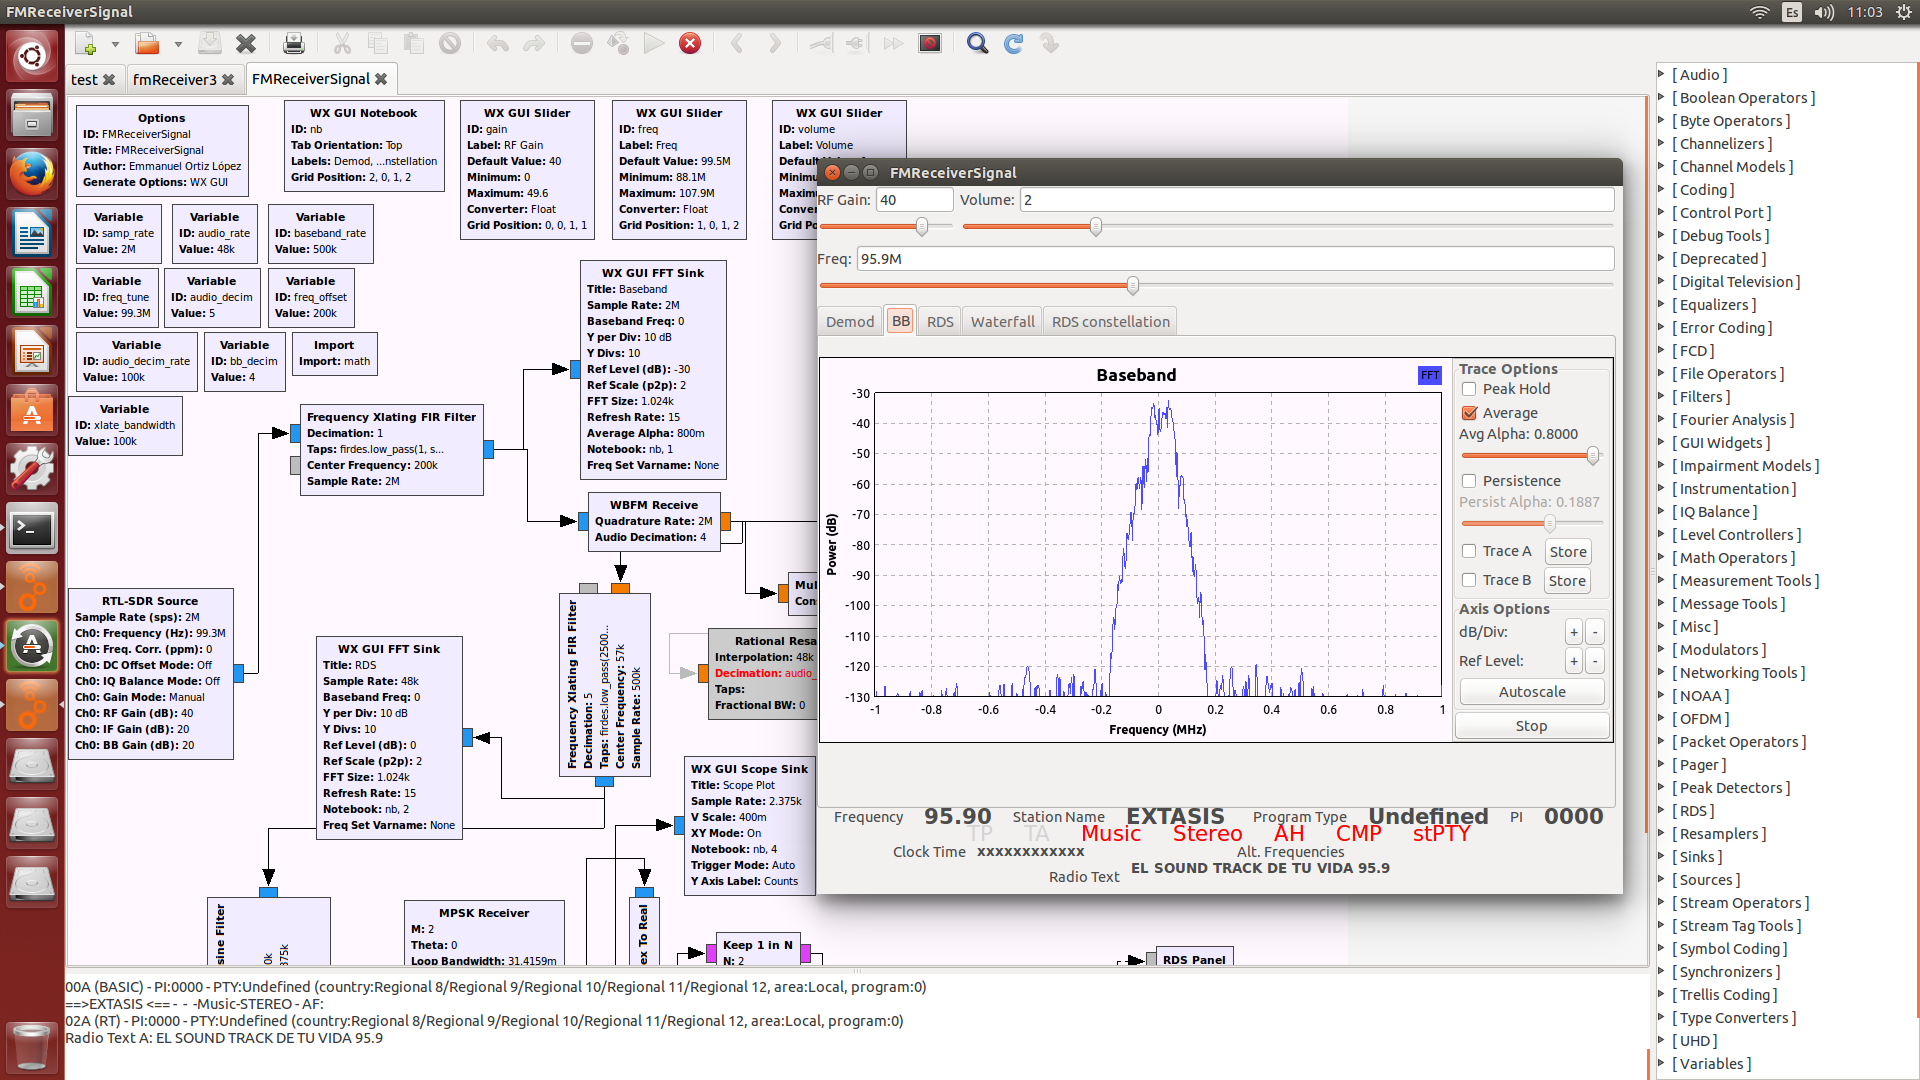 FMReceiverSignal
Es
11:03
test
fmReceiver3
FMReceiverSignal
Options
ID: FMReceiverSignal
Title: FMReceiverSignal
Author: Emmanuel Ortiz López
Generate Options: WX GUI
WX GUI Notebook
ID: nb
Tab Orientation: Top
Labels: Demod, ...nstellation
Grid Position: 2, 0, 1, 2
WX GUI Slider
ID: gain
Label: RF Gain
Default Value: 40
Minimum: 0
Maximum: 49.6
Converter: Float
Grid Position: 0, 0, 1, 1
WX GUI Slider
ID: freq
Label: Freq
Default Value: 99.5M
Minimum: 88.1M
Maximum: 107.9M
Converter: Float
Grid Position: 1, 0, 1, 2
WX GUI Slider
ID: volume
Label: Volume
Variable
ID: samp_rate
Value: 2M
Variable
ID: audio_rate
Value: 48k
Variable
ID: baseband_rate
Value: 500k
Variable
ID: freq_tune
Value: 99.3M
Variable
ID: audio_decim
Value: 5
Variable
ID: freq_offset
Value: 200k
Variable
ID: audio_decim_rate
Value: 100k
Variable
ID: bb_decim
Value: 4
Import
Import: math
Variable
ID: xlate_bandwidth
Value: 100k
Frequency Xlating FIR Filter
Decimation: 1
Taps: firdes.low_pass(1, s...
Center Frequency: 200k
Sample Rate: 2M
WX GUI FFT Sink
Title: Baseband
Sample Rate: 2M
Baseband Freq: 0
Y per Div: 10 dB
Y Divs: 10
Ref Level (dB): -30
Ref Scale (p2p): 2
FFT Size: 1.024k
Refresh Rate: 15
Average Alpha: 800m
Notebook: nb, 1
Freq Set Varname: None
WBFM Receive
Quadrature Rate: 2M
Audio Decimation: 4
RTL-SDR Source
Sample Rate (sps): 2M
Ch0: Frequency (Hz): 99.3M
Ch0: Freq. Corr. (ppm): 0
Ch0: DC Offset Mode: Off
Ch0: IQ Balance Mode: Off
Ch0: Gain Mode: Manual
Ch0: RF Gain (dB): 40
Ch0: IF Gain (dB): 20
Ch0: BB Gain (dB): 20
WX GUI FFT Sink
Title: RDS
Sample Rate: 48k
Baseband Freq: 0
Y per Div: 10 dB
Y Divs: 10
Ref Level (dB): 0
Ref Scale (p2p): 2
FFT Size: 1.024k
Refresh Rate: 15
Notebook: nb, 2
Freq Set Varname: None
Frequency Xlating FIR Filter
Decimation: 5
Taps: firdes.low_pass(2500...
Center Frequency: 57k
Sample Rate: 500k
Mul
Con
Rational Resa
Interpolation: 48k
Decimation: audio_
Taps:
Fractional BW: 0
WX GUI Scope Sink
Title: Scope Plot
Sample Rate: 2.375k
V Scale: 400m
XY Mode: On
Notebook: nb, 4
Trigger Mode: Auto
Y Axis Label: Counts
sine Filter
0k
375k
MPSK Receiver
M: 2
Theta: 0
Loop Bandwidth: 31.4159m
ex To Real
Keep 1 in N
N: 2
RDS Panel
FMReceiverSignal
RF Gain: 40
Volume: 2
Freq: 95.9M
Demod
BB
RDS
Waterfall
RDS constellation
Baseband
FFT
Power (dB)
-30
-40
-50
-60
-70
-80
-90
-100
-110
-120
-130
-1 -0.8 -0.6 -0.4 -0.2 0 0.2 0.4 0.6 0.8 1
Frequency (MHz)
Trace Options
Peak Hold
Average
Avg Alpha: 0.8000
Persistence
Persist Alpha: 0.1887
Trace A Store
Trace B Store
Axis Options
dB/Div: + -
Ref Level: + -
Autoscale
Stop
Frequency 95.90 Station Name EXTASIS Program Type Undefined PI 0000
TP TA Music Stereo AH CMP stPTY
Clock Time xxxxxxxxxxxx Alt. Frequencies
Radio Text EL SOUND TRACK DE TU VIDA 95.9
00A (BASIC) - PI:0000 - PTY:Undefined (country:Regional 8/Regional 9/Regional 10/Regional 11/Regional 12, area:Local, program:0)
==>EXTASIS <== - - -Music-STEREO - AF:
02A (RT) - PI:0000 - PTY:Undefined (country:Regional 8/Regional 9/Regional 10/Regional 11/Regional 12, area:Local, program:0)
Radio Text A: EL SOUND TRACK DE TU VIDA 95.9
[ Audio ]
[ Boolean Operators ]
[ Byte Operators ]
[ Channelizers ]
[ Channel Models ]
[ Coding ]
[ Control Port ]
[ Debug Tools ]
[ Deprecated ]
[ Digital Television ]
[ Equalizers ]
[ Error Coding ]
[ FCD ]
[ File Operators ]
[ Filters ]
[ Fourier Analysis ]
[ GUI Widgets ]
[ Impairment Models ]
[ Instrumentation ]
[ IQ Balance ]
[ Level Controllers ]
[ Math Operators ]
[ Measurement Tools ]
[ Message Tools ]
[ Misc ]
[ Modulators ]
[ Networking Tools ]
[ NOAA ]
[ OFDM ]
[ Packet Operators ]
[ Pager ]
[ Peak Detectors ]
[ RDS ]
[ Resamplers ]
[ Sinks ]
[ Sources ]
[ Stream Operators ]
[ Stream Tag Tools ]
[ Symbol Coding ]
[ Synchronizers ]
[ Trellis Coding ]
[ Type Converters ]
[ UHD ]
[ Variables ]